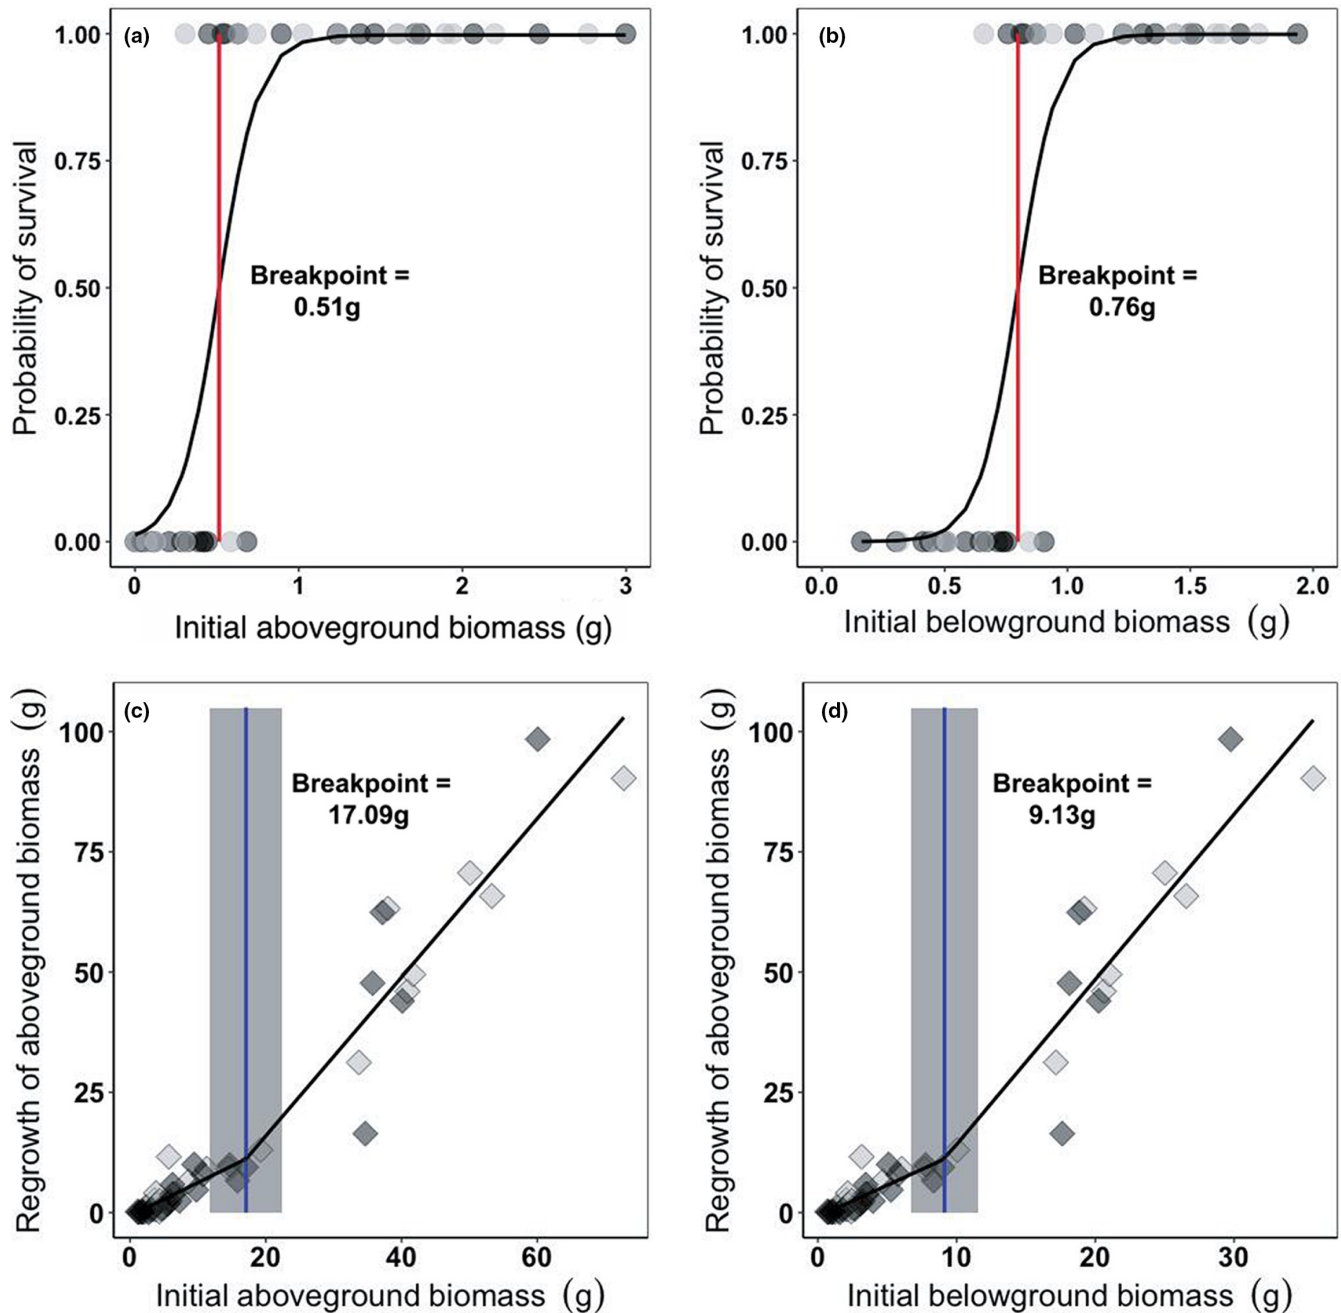 (a)
1.00
0.75
0.50
0.25
0.00
Probability of survival
Breakpoint =
0.51g
0 1 2 3
Initial aboveground biomass (g)
(b)
1.00
0.75
0.50
0.25
0.00
Probability of survival
Breakpoint =
0.76g
0.0 0.5 1.0 1.5 2.0
Initial belowground biomass (g)
(c)
100
75
50
25
0
Regrowth of aboveground biomass (g)
Breakpoint =
17.09g
0 20 40 60
Initial aboveground biomass (g)
(d)
100
75
50
25
0
Regrowth of aboveground biomass (g)
Breakpoint =
9.13g
0 10 20 30
Initial belowground biomass (g)